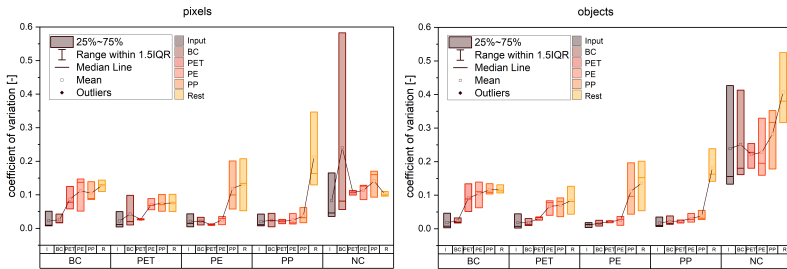 pixels
0.6
0.5
0.4
0.3
0.2
0.1
0.0
coefficient of variation [-]
25%~75%
Range within 1.5IQR
Median Line
Mean
Outliers
Input
BC
PET
PE
PP
Rest
I BC PET PE PP R I BC PET PE PP R I BC PET PE PP R I BC PET PE PP R I BC PET PE PP R
BC PET PE PP NC
objects
0.6
0.5
0.4
0.3
0.2
0.1
0.0
coefficient of variation [-]
25%~75%
Range within 1.5IQR
Median Line
Mean
Outliers
Input
BC
PET
PE
PP
Rest
I BC PET PE PP R I BC PET PE PP R I BC PET PE PP R I BC PET PE PP R I BC PET PE PP R
BC PET PE PP NC